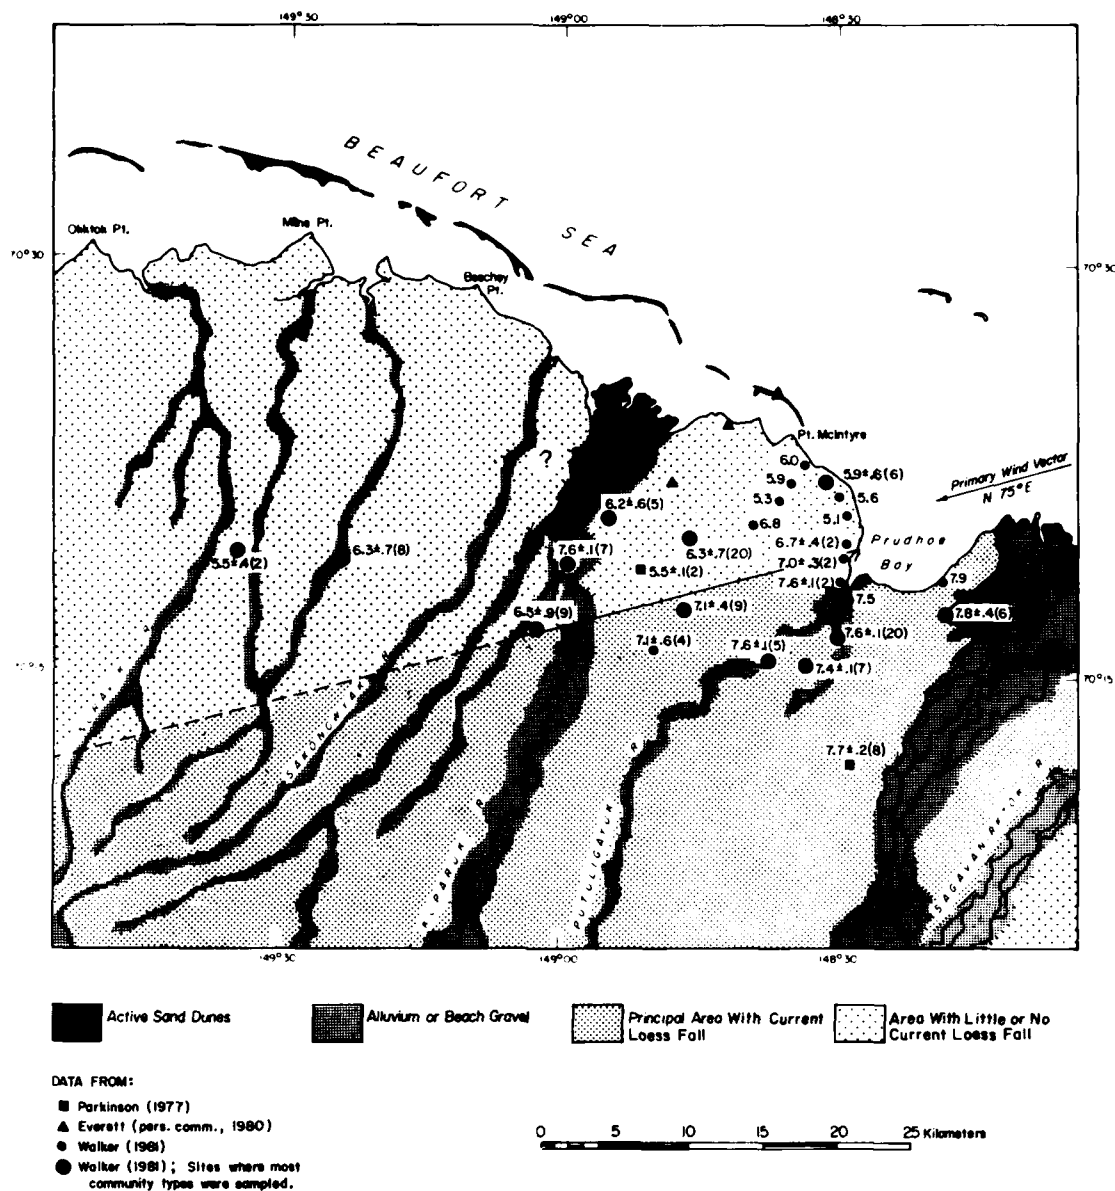 149°30
149°00
148°30
BEAUFORT SEA
Oliktok Pt.
Milne Pt.
70°30
70°30
Beechey
Pt.
Pt. McIntyre
6.0
5.9±.6(6)
5.9
Primary Wind Vector
N 75°E
?
5.3
5.6
6.2±.6(5)
5.1
6.8
6.7±.4(2)
Prudhoe
Bay
7.6±.1(7)
6.3±.7(20)
6.3±.7(8)
5.5±.4(2)
7.0±.3(2)
5.5±.1(2)
7.6±.1(2)
7.9
7.5
6.5±.9(9)
7.1±.4(9)
7.8±.4(6)
7.6±.1(20)
7.1±.6(4)
7.6±.1(5)
7.4±.1(7)
70°15
7.7±.2(8)
KUPARUK R.
PUTULIGAYUK R.
SAGAVANIRKTOK R.
149°30
149°00
148°30
Active Sand Dunes
Alluvium or Beach Gravel
Principal Area With Current
Loess Fall
Area With Little or No
Current Loess Fall
DATA FROM:
Parkinson (1977)
Everett (pers. comm., 1980)
Walker (1981)
Walker (1981); Sites where most
community types were sampled.
0 5 10 15 20 25 Kilometers